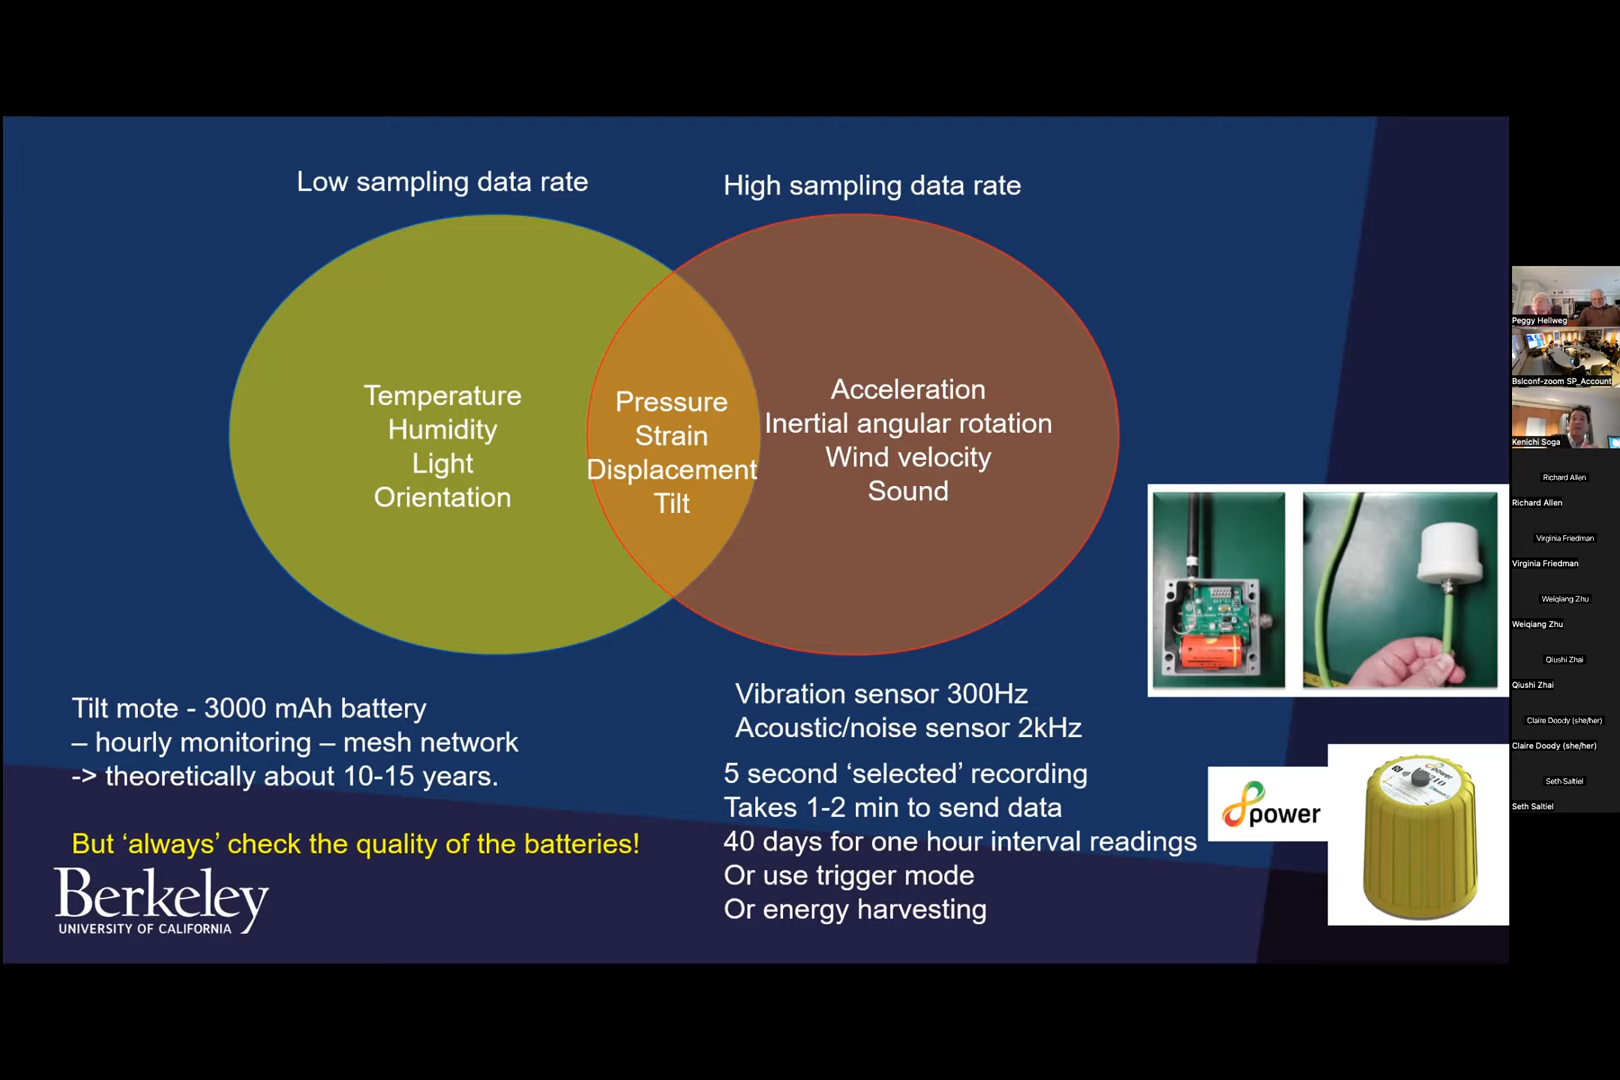 Low sampling data rate
High sampling data rate
Temperature
Humidity
Light
Orientation
Pressure
Strain
Displacement
Tilt
Acceleration
Inertial angular rotation
Wind velocity
Sound
Tilt mote - 3000 mAh battery
– hourly monitoring – mesh network
-> theoretically about 10-15 years.
But ‘always’ check the quality of the batteries!
Berkeley
UNIVERSITY OF CALIFORNIA
Vibration sensor 300Hz
Acoustic/noise sensor 2kHz
5 second ‘selected’ recording
Takes 1-2 min to send data
40 days for one hour interval readings
Or use trigger mode
Or energy harvesting
8power
Peggy Hellweg
Bslconf-zoom SP_Account
Kenichi Soga
Richard Allen
Richard Allen
Virginia Friedman
Virginia Friedman
Weiqiang Zhu
Weiqiang Zhu
Qiushi Zhai
Qiushi Zhai
Claire Doody (she/her)
Claire Doody (she/her)
Seth Saltiel
Seth Saltiel